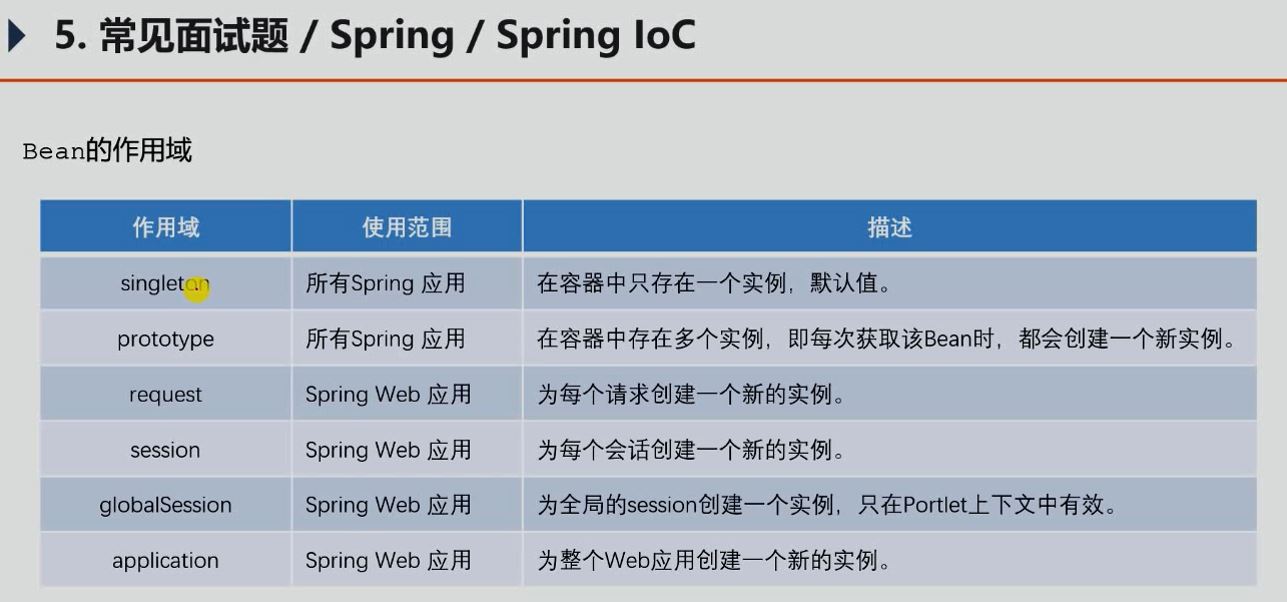 5. 常见面试题 / Spring / Spring IoC
Bean的作用域
作用域 使用范围 描述
singleton 所有Spring 应用 在容器中只存在一个实例，默认值。
prototype 所有Spring 应用 在容器中存在多个实例，即每次获取该Bean时，都会创建一个新实例。
request Spring Web 应用 为每个请求创建一个新的实例。
session Spring Web 应用 为每个会话创建一个新的实例。
globalSession Spring Web 应用 为全局的session创建一个实例，只在Portlet上下文中有效。
application Spring Web 应用 为整个Web应用创建一个新的实例。